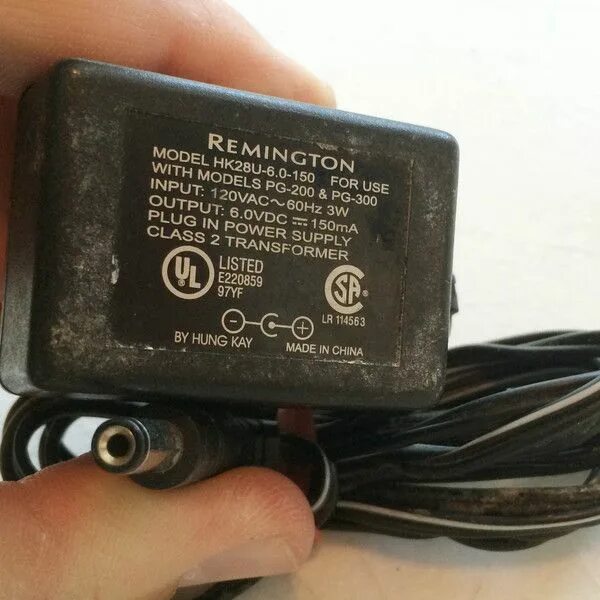 REMINGTON
MODEL HK28U-6.0-150 FOR USE
WITH MODELS PG-200 & PG-300
INPUT: 120VAC~60Hz 3W
OUTPUT: 6.0VDC ⎓ 150mA
PLUG IN POWER SUPPLY
CLASS 2 TRANSFORMER
UL LISTED
E220859
97YF
SA
LR 114563
BY HUNG KAY
MADE IN CHINA